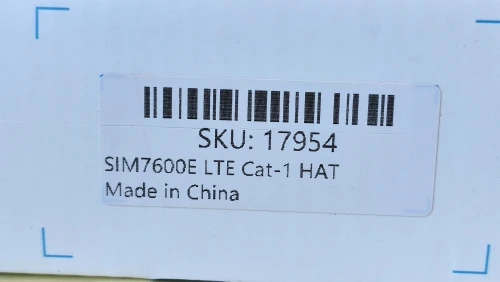 SKU: 17954
SIM7600E LTE Cat-1 HAT
Made in China